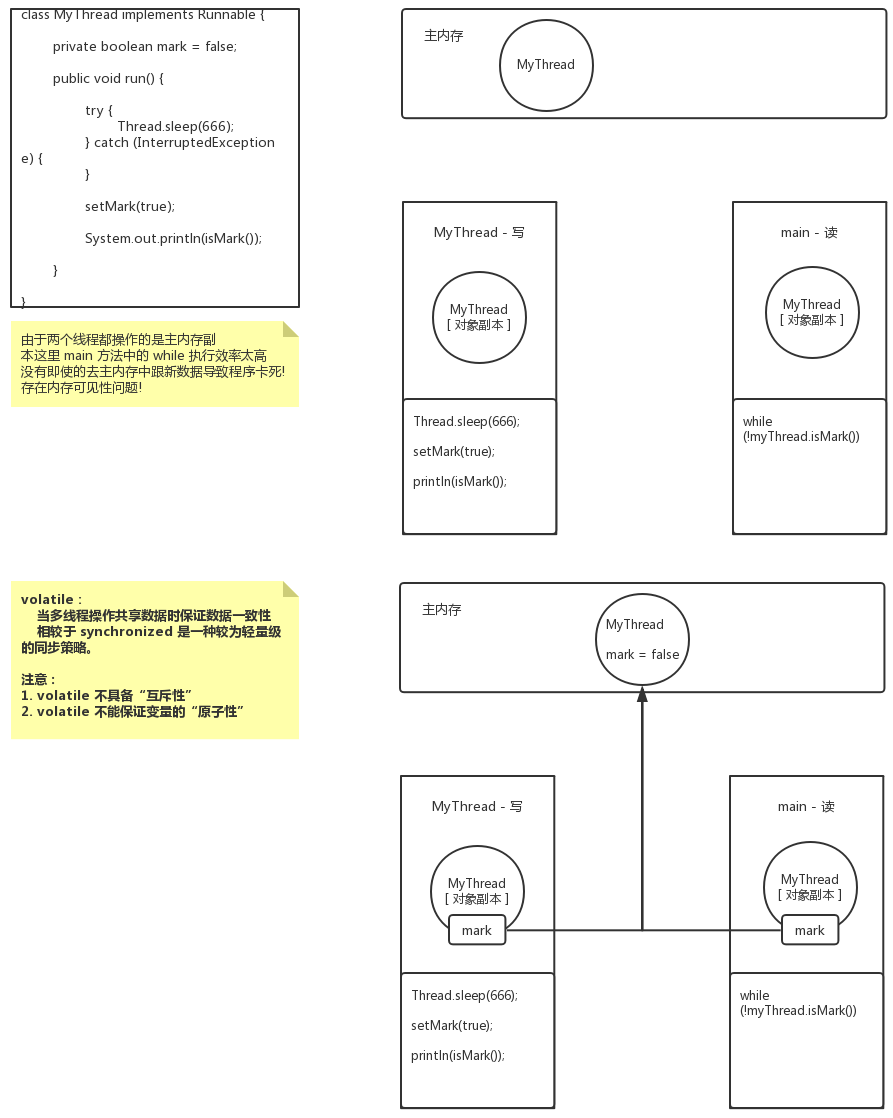 class MyThread implements Runnable {
private boolean mark = false;
public void run() {
try {
Thread.sleep(666);
} catch (InterruptedException
e) {
}
setMark(true);
System.out.println(isMark());
}
}
由于两个线程都操作的是主内存副
本这里 main 方法中的 while 执行效率太高
没有即使的去主内存中跟新数据导致程序卡死!
存在内存可见性问题!
主内存
MyThread
MyThread - 写
MyThread
[ 对象副本 ]
Thread.sleep(666);
setMark(true);
println(isMark());
main - 读
MyThread
[ 对象副本 ]
while
(!myThread.isMark())
volatile :
当多线程操作共享数据时保证数据一致性
相较于 synchronized 是一种较为轻量级
的同步策略。
注意 :
1. volatile 不具备“互斥性”
2. volatile 不能保证变量的“原子性”
主内存
MyThread
mark = false
MyThread - 写
MyThread
[ 对象副本 ]
mark
Thread.sleep(666);
setMark(true);
println(isMark());
main - 读
MyThread
[ 对象副本 ]
mark
while
(!myThread.isMark())